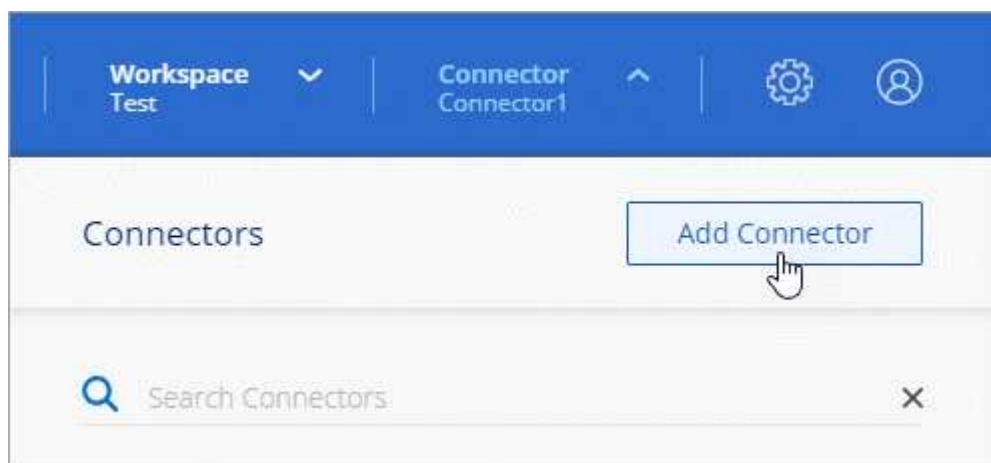 Workspace
Test
Connector
Connector1
Connectors
Add Connector
Search Connectors